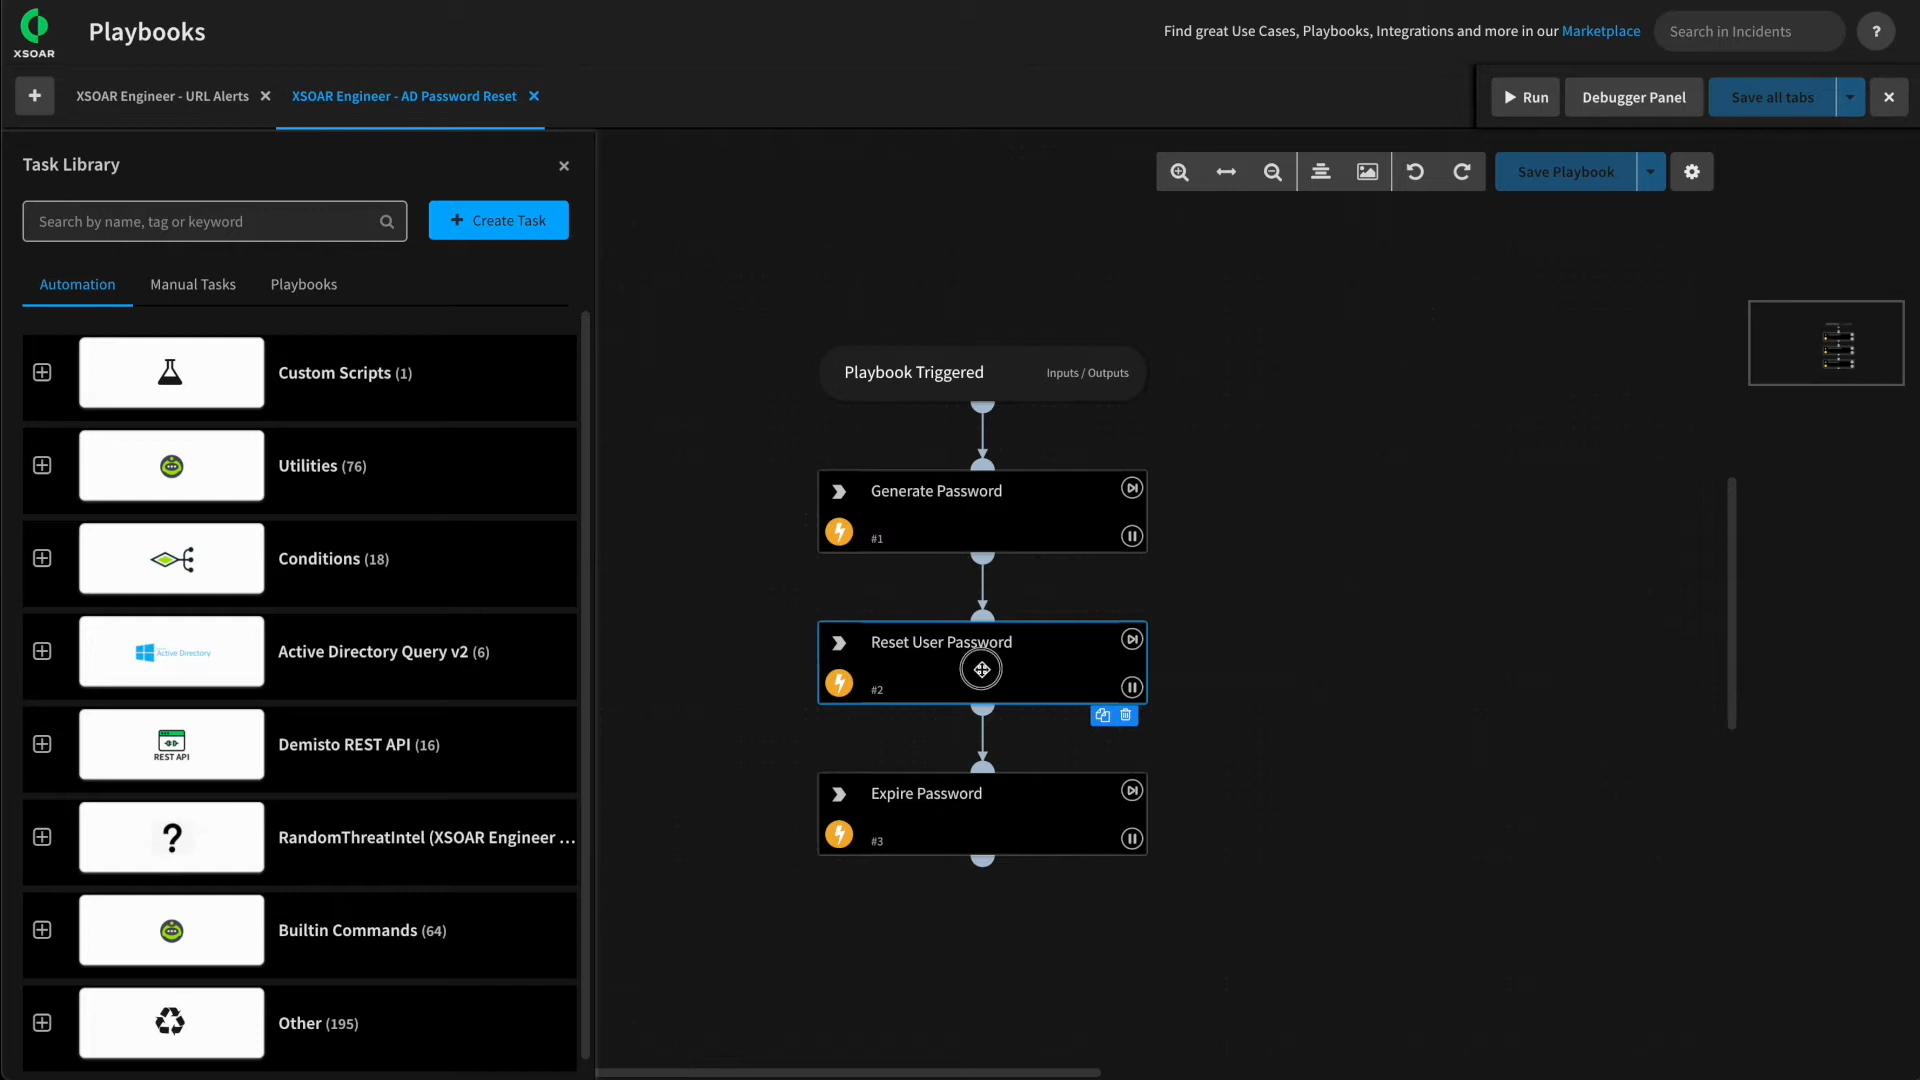 XSOAR
Playbooks
Find great Use Cases, Playbooks, Integrations and more in our Marketplace
Search in Incidents
?
XSOAR Engineer - URL Alerts
XSOAR Engineer - AD Password Reset
Run
Debugger Panel
Save all tabs
Task Library
Search by name, tag or keyword
Create Task
Save Playbook
Automation
Manual Tasks
Playbooks
Custom Scripts (1)
Utilities (76)
Conditions (18)
Active Directory
Active Directory Query v2 (6)
REST API
Demisto REST API (16)
?
RandomThreatIntel (XSOAR Engineer ...
Builtin Commands (64)
Other (195)
Playbook Triggered
Inputs / Outputs
Generate Password
#1
Reset User Password
#2
Expire Password
#3